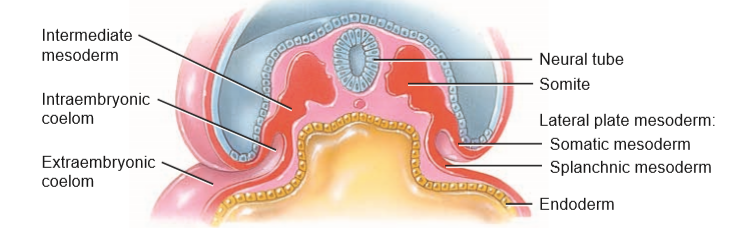 Intermediate
mesoderm
Intraembryonic
coelom
Extraembryonic
coelom
Neural tube
Somite
Lateral plate mesoderm:
Somatic mesoderm
Splanchnic mesoderm
Endoderm